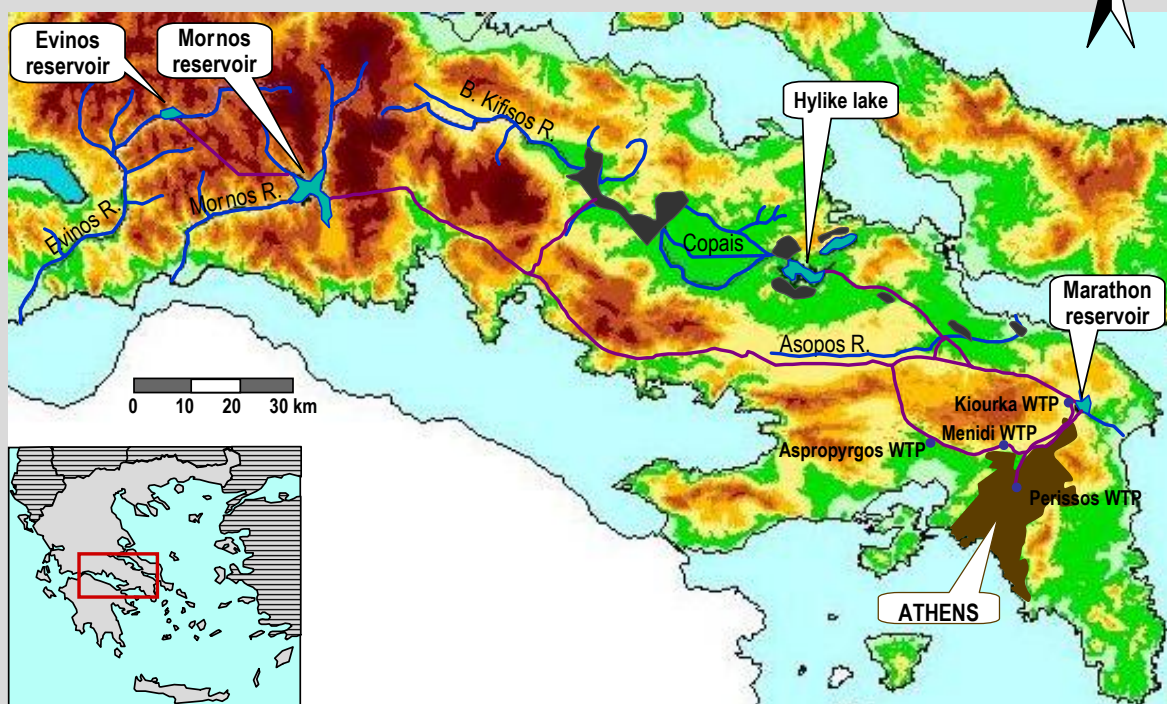 Evinos
reservoir
Mornos
reservoir
B. Kifisos R.
Hylike lake
Evinos R.
Mornos R.
Copais
Marathon
reservoir
Asopos R.
0 10 20 30 km
Kiourka WTP
Menidi WTP
Aspropyrgos WTP
Perissos WTP
ATHENS